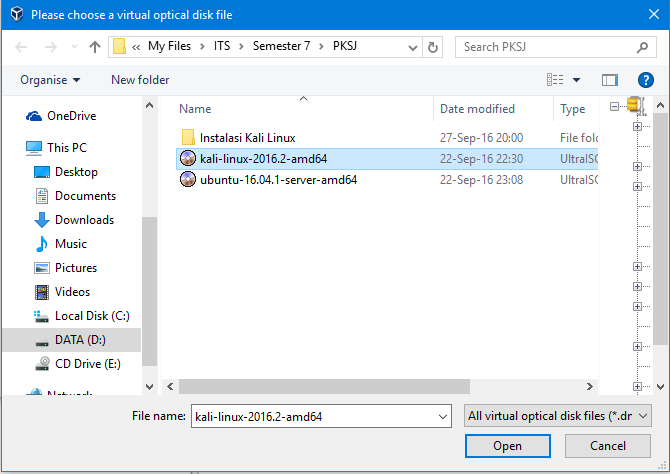 Please choose a virtual optical disk file
« My Files > ITS > Semester 7 > PKSJ
Search PKSJ
Organise
New folder
?
Name Date modified Type
OneDrive
This PC
Desktop
Documents
Downloads
Music
Pictures
Videos
Local Disk (C:)
DATA (D:)
CD Drive (E:)
Network
Instalasi Kali Linux 27-Sep-16 20:00 File fold
kali-linux-2016.2-amd64 22-Sep-16 22:30 UltraISO
ubuntu-16.04.1-server-amd64 22-Sep-16 23:08 UltraISO
File name: kali-linux-2016.2-amd64 All virtual optical disk files (*.dr
Open Cancel